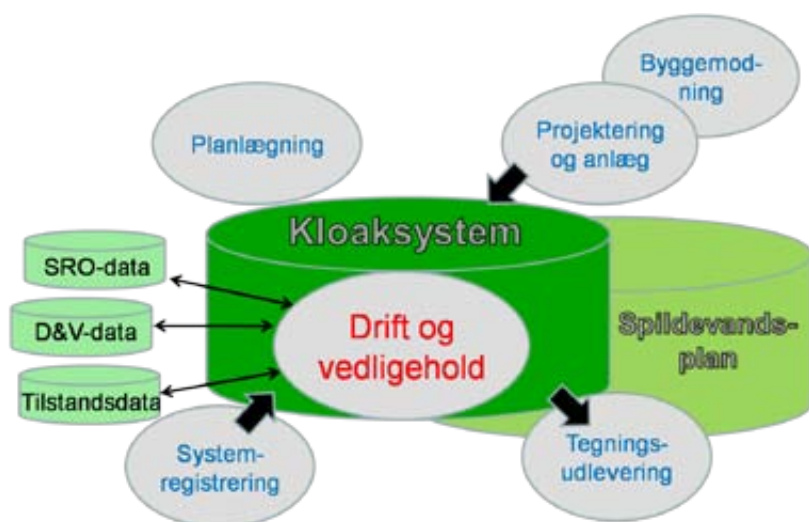 Byggemod-
ning
Planlægning
Projektering
og anlæg
Kloaksystem
SRO-data
D&V-data
Tilstandsdata
Drift og
vedligehold
Spildevands-
plan
System-
registrering
Tegnings-
udlevering